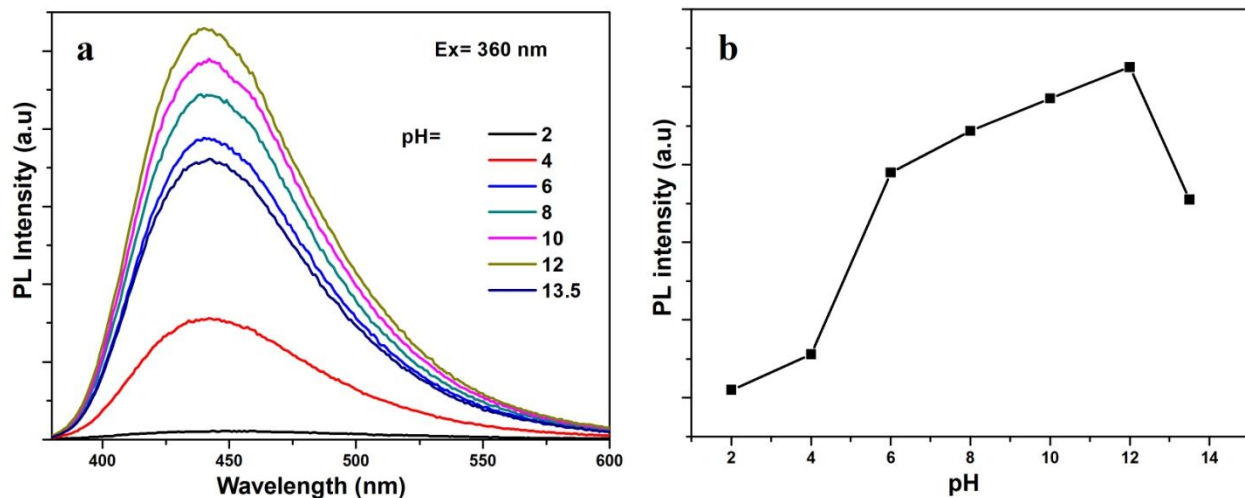 a
Ex= 360 nm
pH=
2
4
6
8
10
12
13.5
PL Intensity (a.u)
400 450 500 550 600
Wavelength (nm)
b
PL intensity (a.u)
2 4 6 8 10 12 14
pH